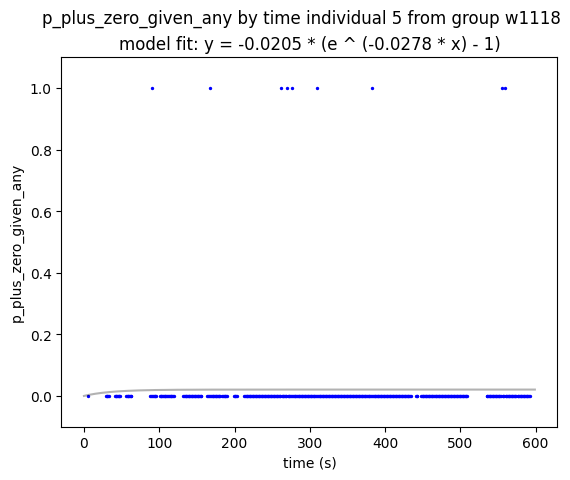 p_plus_zero_given_any by time individual 5 from group w1118
model fit: y = -0.0205 * (e ^ (-0.0278 * x) - 1)
1.0
0.8
0.6
0.4
0.2
0.0
p_plus_zero_given_any
0 100 200 300 400 500 600
time (s)